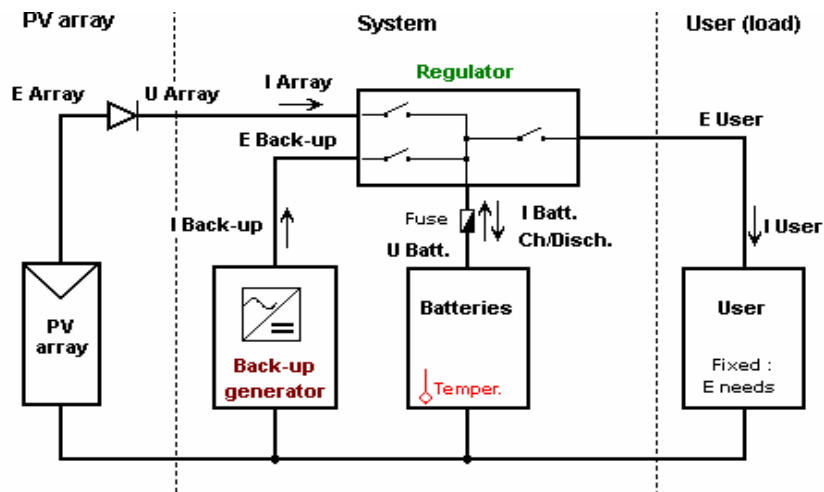 PV array
System
User (load)
Regulator
E Array
U Array
I Array
E User
E Back-up
I Back-up
Fuse
I Batt.
Ch/Disch.
U Batt.
I User
PV
array
Back-up
generator
Batteries
Temper.
User
Fixed :
E needs